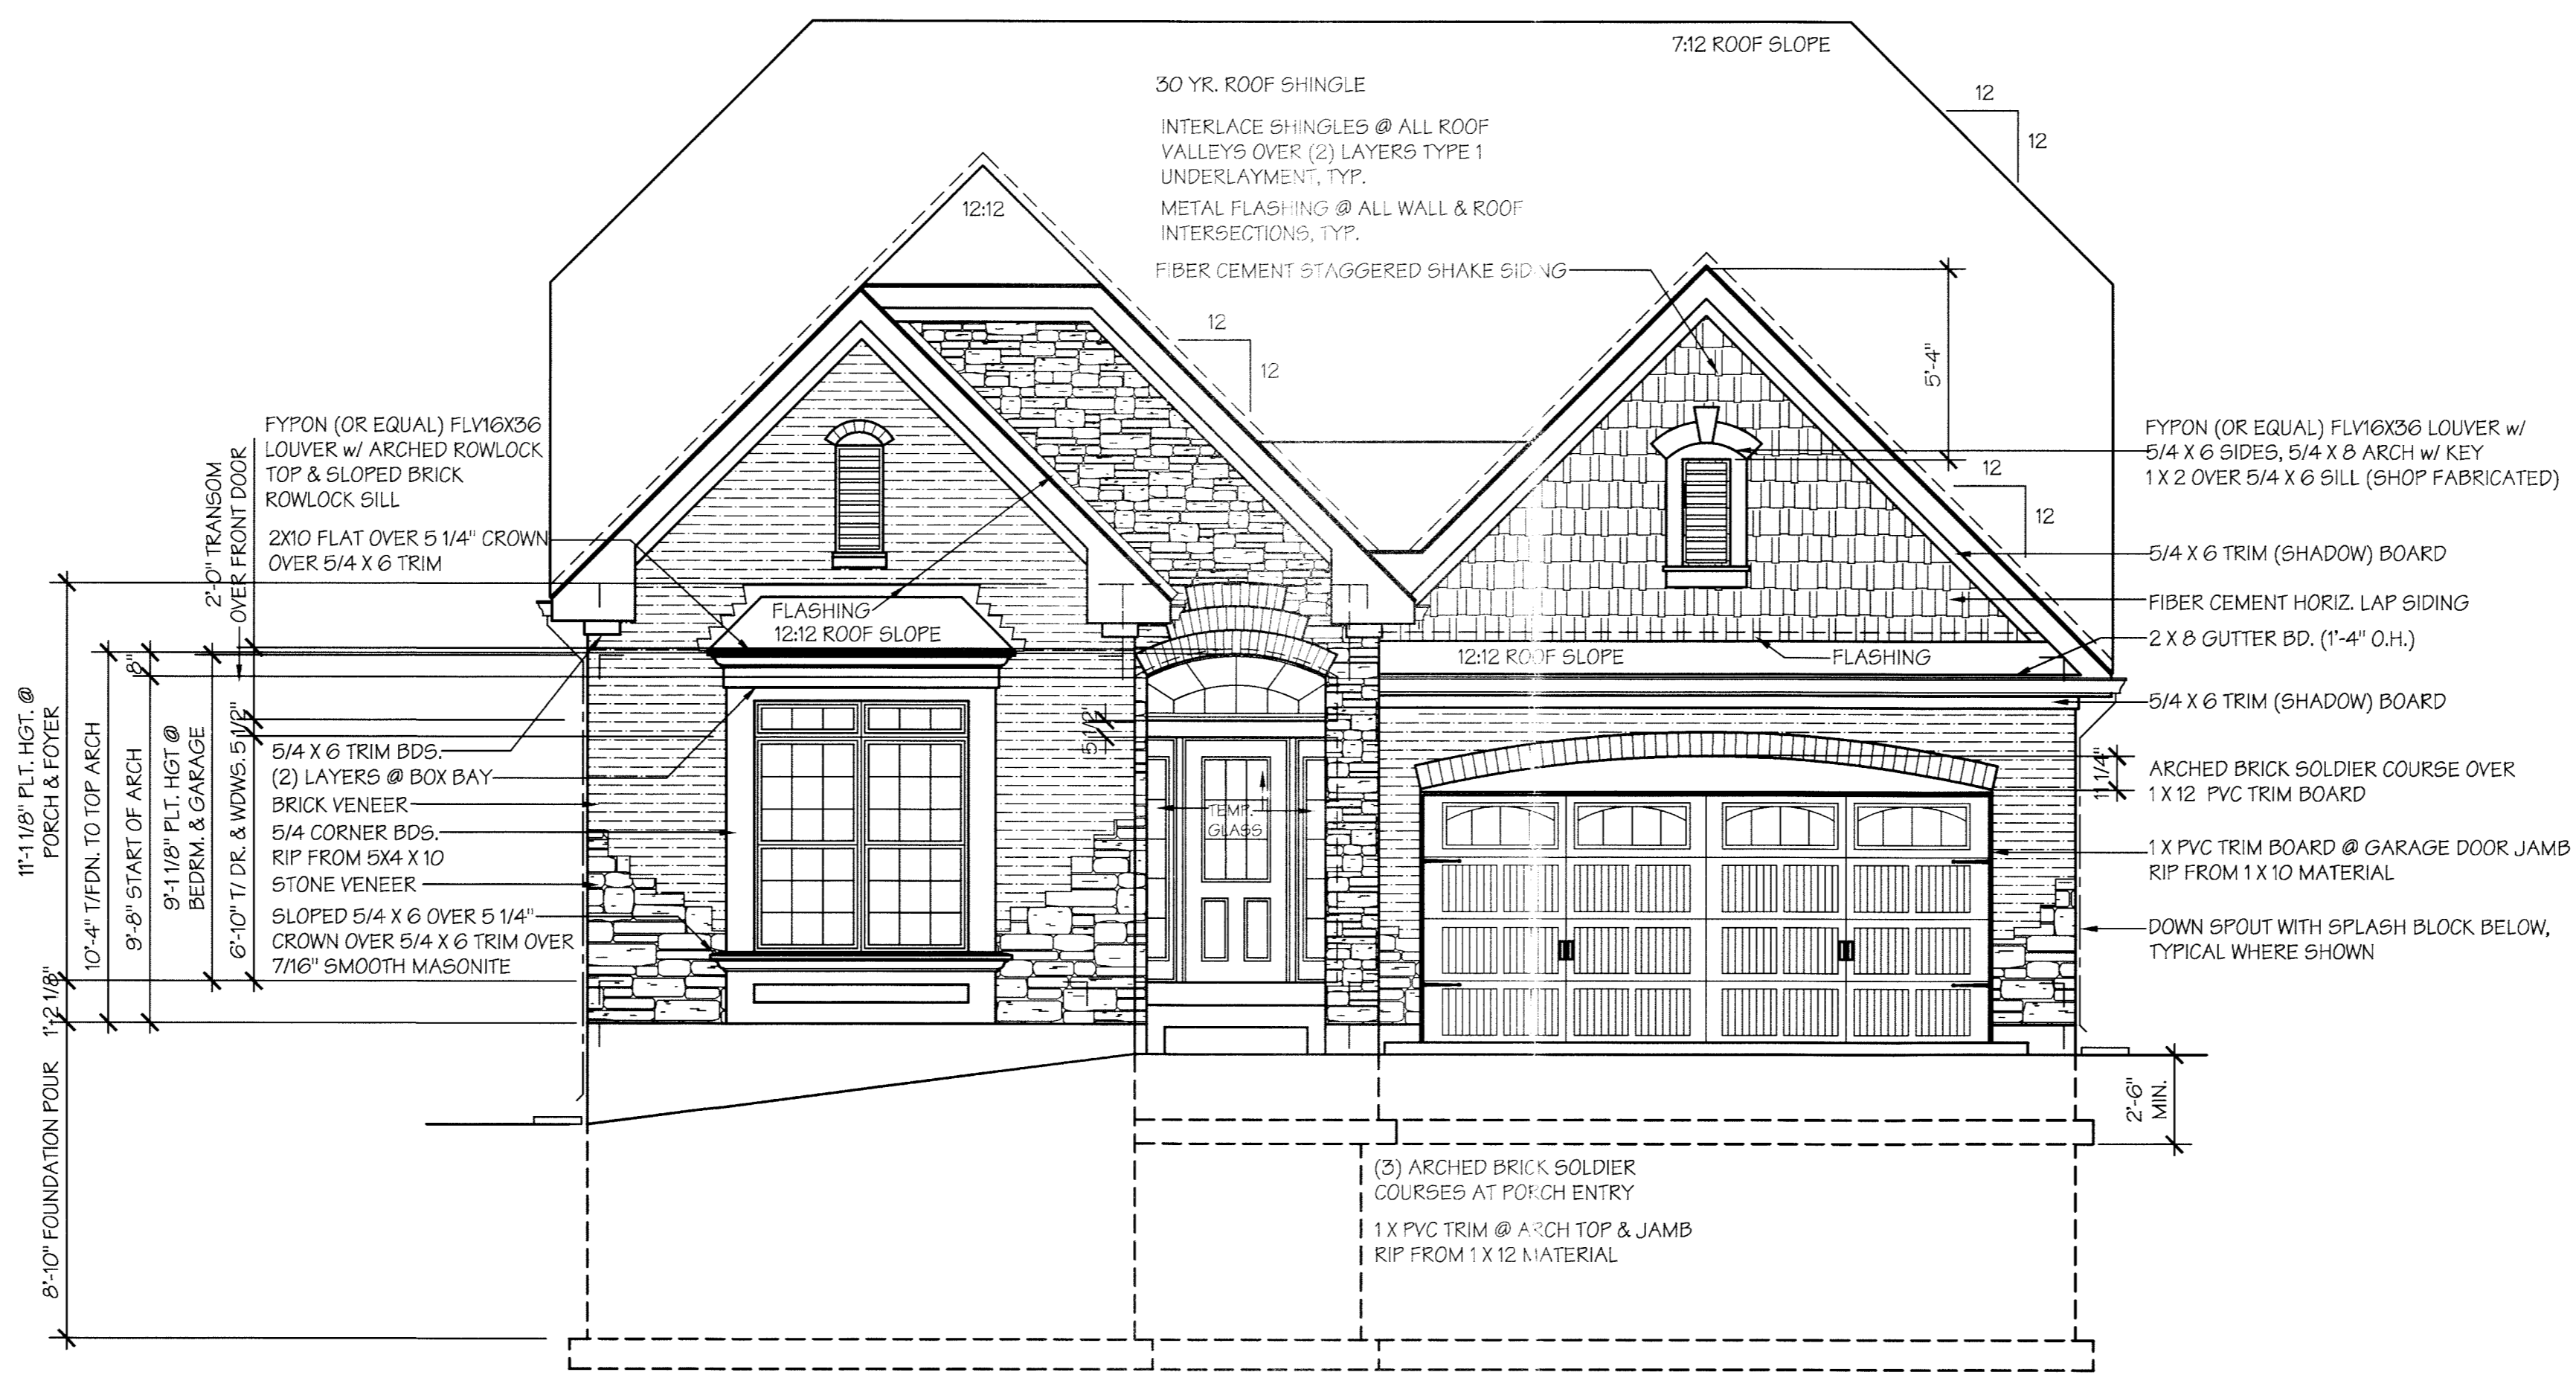 7:12 ROOF SLOPE
30 YR. ROOF SHINGLE
INTERLACE SHINGLES @ ALL ROOF
VALLEYS OVER (2) LAYERS TYPE 1
UNDERLAYMENT, TYP.
METAL FLASHING @ ALL WALL & ROOF
INTERSECTIONS, TYP.
FIBER CEMENT STAGGERED SHAKE SIDING
12
12
12:12
12
12
5'-4"
12
12
FYPON (OR EQUAL) FLV16X36
LOUVER w/ ARCHED ROWLOCK
TOP & SLOPED BRICK
ROWLOCK SILL
2X10 FLAT OVER 5 1/4" CROWN
OVER 5/4 X 6 TRIM
FLASHING
12:12 ROOF SLOPE
5/4 X 6 TRIM BDS.
(2) LAYERS @ BOX BAY
BRICK VENEER
5/4 CORNER BDS.
RIP FROM 5X4 X 10
STONE VENEER
SLOPED 5/4 X 6 OVER 5 1/4"
CROWN OVER 5/4 X 6 TRIM OVER
7/16" SMOOTH MASONITE
11'-1 1/8" PLT. HGT. @
PORCH & FOYER
10'-4" T/FDN. TO TOP ARCH
8"
9'-8" START OF ARCH
9'-1 1/8" PLT. HGT @
BEDRM. & GARAGE
2'-0" TRANSOM
OVER FRONT DOOR
6'-10" T/ DR. & WDWS.
5 1/2"
1'-2 1/8"
8'-10" FOUNDATION POUR
5 1/2"
TEMP.
GLASS
12:12 ROOF SLOPE
FLASHING
FYPON (OR EQUAL) FLV16X36 LOUVER w/
5/4 X 6 SIDES, 5/4 X 8 ARCH w/ KEY
1 X 2 OVER 5/4 X 6 SILL (SHOP FABRICATED)
5/4 X 6 TRIM (SHADOW) BOARD
FIBER CEMENT HORIZ. LAP SIDING
2 X 8 GUTTER BD. (1'-4" O.H.)
5/4 X 6 TRIM (SHADOW) BOARD
11 1/4"
ARCHED BRICK SOLDIER COURSE OVER
1 X 12 PVC TRIM BOARD
1 X PVC TRIM BOARD @ GARAGE DOOR JAMB
RIP FROM 1 X 10 MATERIAL
DOWN SPOUT WITH SPLASH BLOCK BELOW,
TYPICAL WHERE SHOWN
2'-6"
MIN.
(3) ARCHED BRICK SOLDIER
COURSES AT PORCH ENTRY
1 X PVC TRIM @ ARCH TOP & JAMB
RIP FROM 1 X 12 MATERIAL